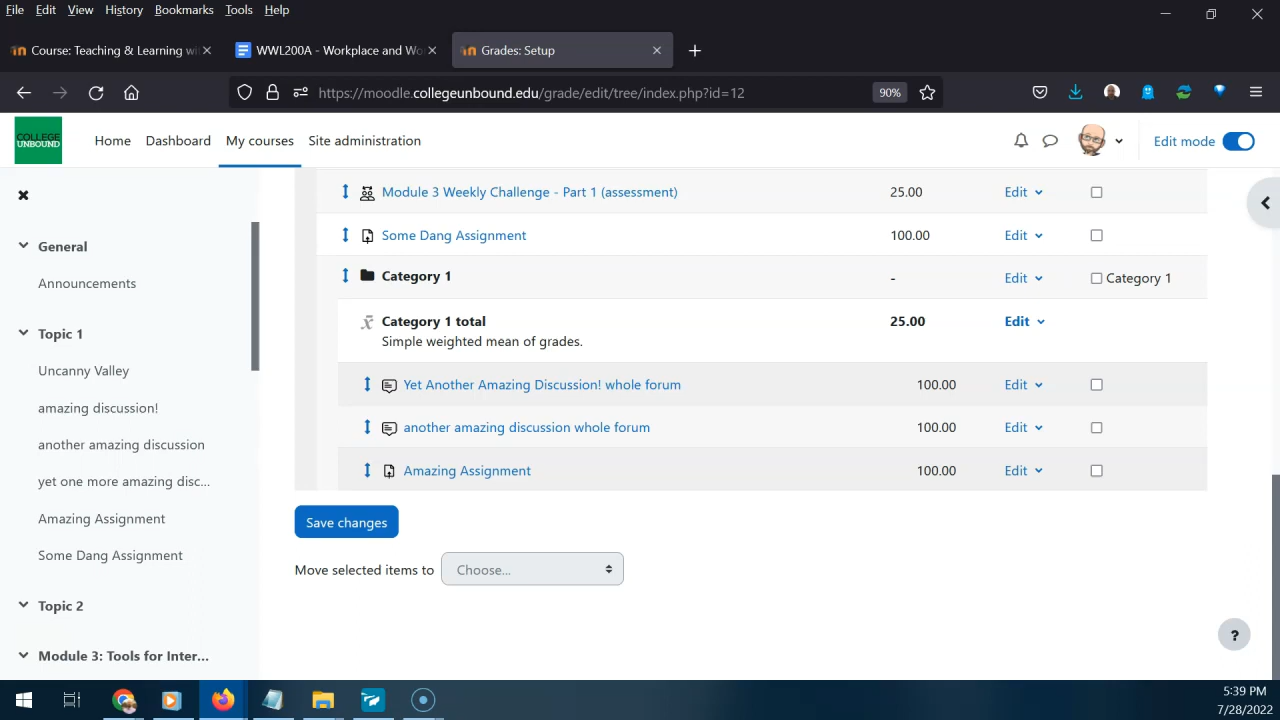 File Edit View History Bookmarks Tools Help
Course: Teaching & Learning wi
WWL200A - Workplace and Wo
Grades: Setup
https://moodle.collegeunbound.edu/grade/edit/tree/index.php?id=12
90%
COLLEGE
UNBOUND
Home
Dashboard
My courses
Site administration
Edit mode
General
Announcements
Topic 1
Uncanny Valley
amazing discussion!
another amazing discussion
yet one more amazing disc...
Amazing Assignment
Some Dang Assignment
Topic 2
Module 3: Tools for Inter...
Module 3 Weekly Challenge - Part 1 (assessment) 25.00 Edit
Some Dang Assignment 100.00 Edit
Category 1 - Edit Category 1
Category 1 total 25.00 Edit
Simple weighted mean of grades.
Yet Another Amazing Discussion! whole forum 100.00 Edit
another amazing discussion whole forum 100.00 Edit
Amazing Assignment 100.00 Edit
Save changes
Move selected items to Choose...
?
5:39 PM
7/28/2022